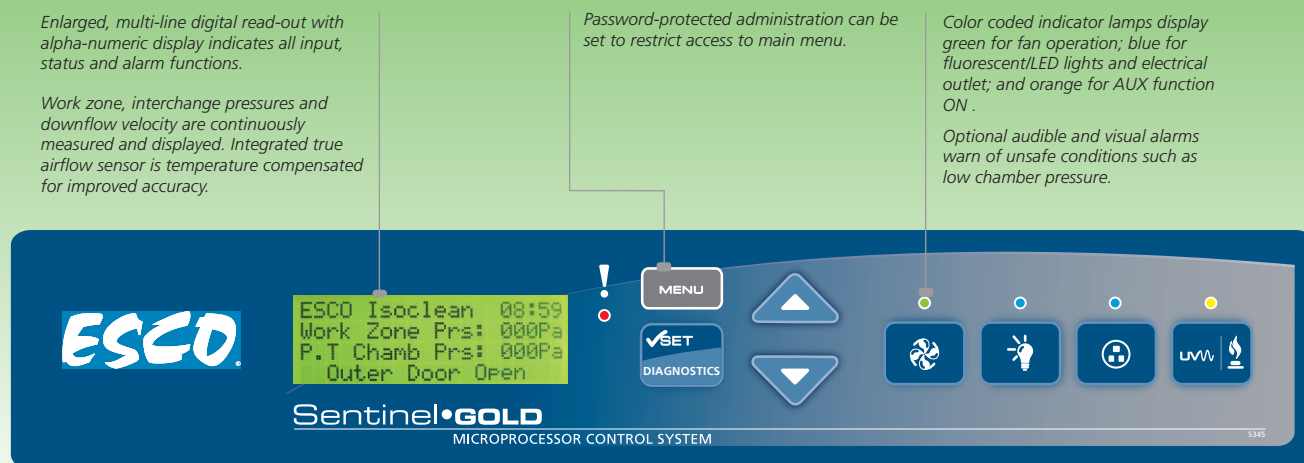 Enlarged, multi-line digital read-out with
alpha-numeric display indicates all input,
status and alarm functions.
Work zone, interchange pressures and
downflow velocity are continuously
measured and displayed. Integrated true
airflow sensor is temperature compensated
for improved accuracy.
Password-protected administration can be
set to restrict access to main menu.
Color coded indicator lamps display
green for fan operation; blue for
fluorescent/LED lights and electrical
outlet; and orange for AUX function
ON .
Optional audible and visual alarms
warn of unsafe conditions such as
low chamber pressure.
ESCO
ESCO Isoclean 08:59
Work Zone Prs: 000Pa
P.T Chamb Prs: 000Pa
Outer Door Open
!
MENU
SET
DIAGNOSTICS
UV
Sentinel•GOLD
MICROPROCESSOR CONTROL SYSTEM
5345